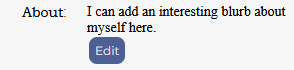 About: I can add an interesting blurb about
myself here.
Edit